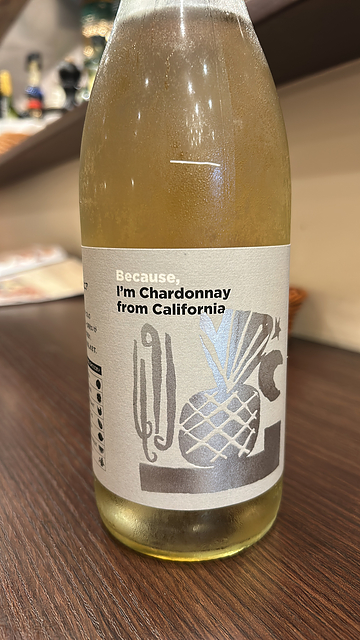 Because,
I'm Chardonnay
from California